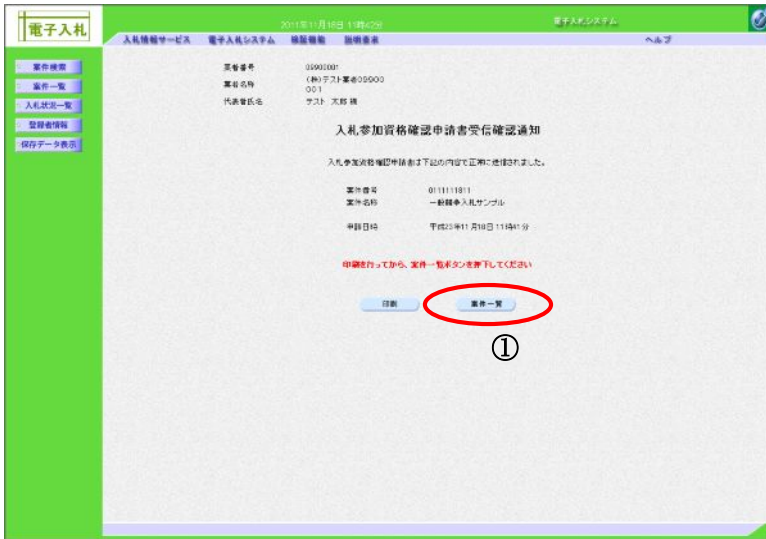 電子入札
2011年11月18日 11時42分
電子入札システム
入札情報サービス 電子入札システム 検証機能 説明要求 ヘルプ
案件検索
案件一覧
入札状況一覧
登録者情報
保存データ表示
業者番号 09900001
業者名称 (株)テスト業者09900
001
代表者氏名 テスト 太郎 様
入札参加資格確認申請書受信確認通知
入札参加資格確認申請書は下記の内容で正常に送信されました。
案件番号 0111111811
案件名称 一般競争入札サンプル
申請日時 平成23年11月18日 11時41分
印刷を行ってから、案件一覧ボタンを押下してください
印刷 案件一覧
①